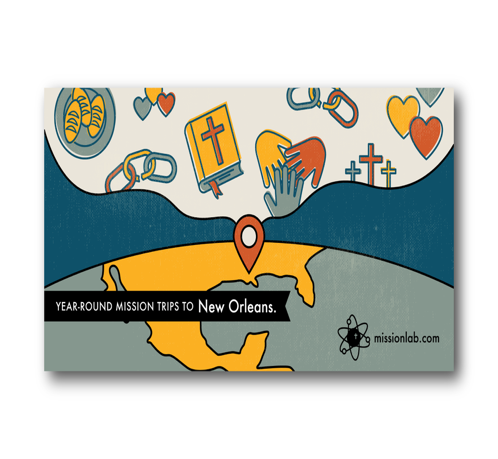 YEAR-ROUND MISSION TRIPS TO New Orleans.
missionlab.com